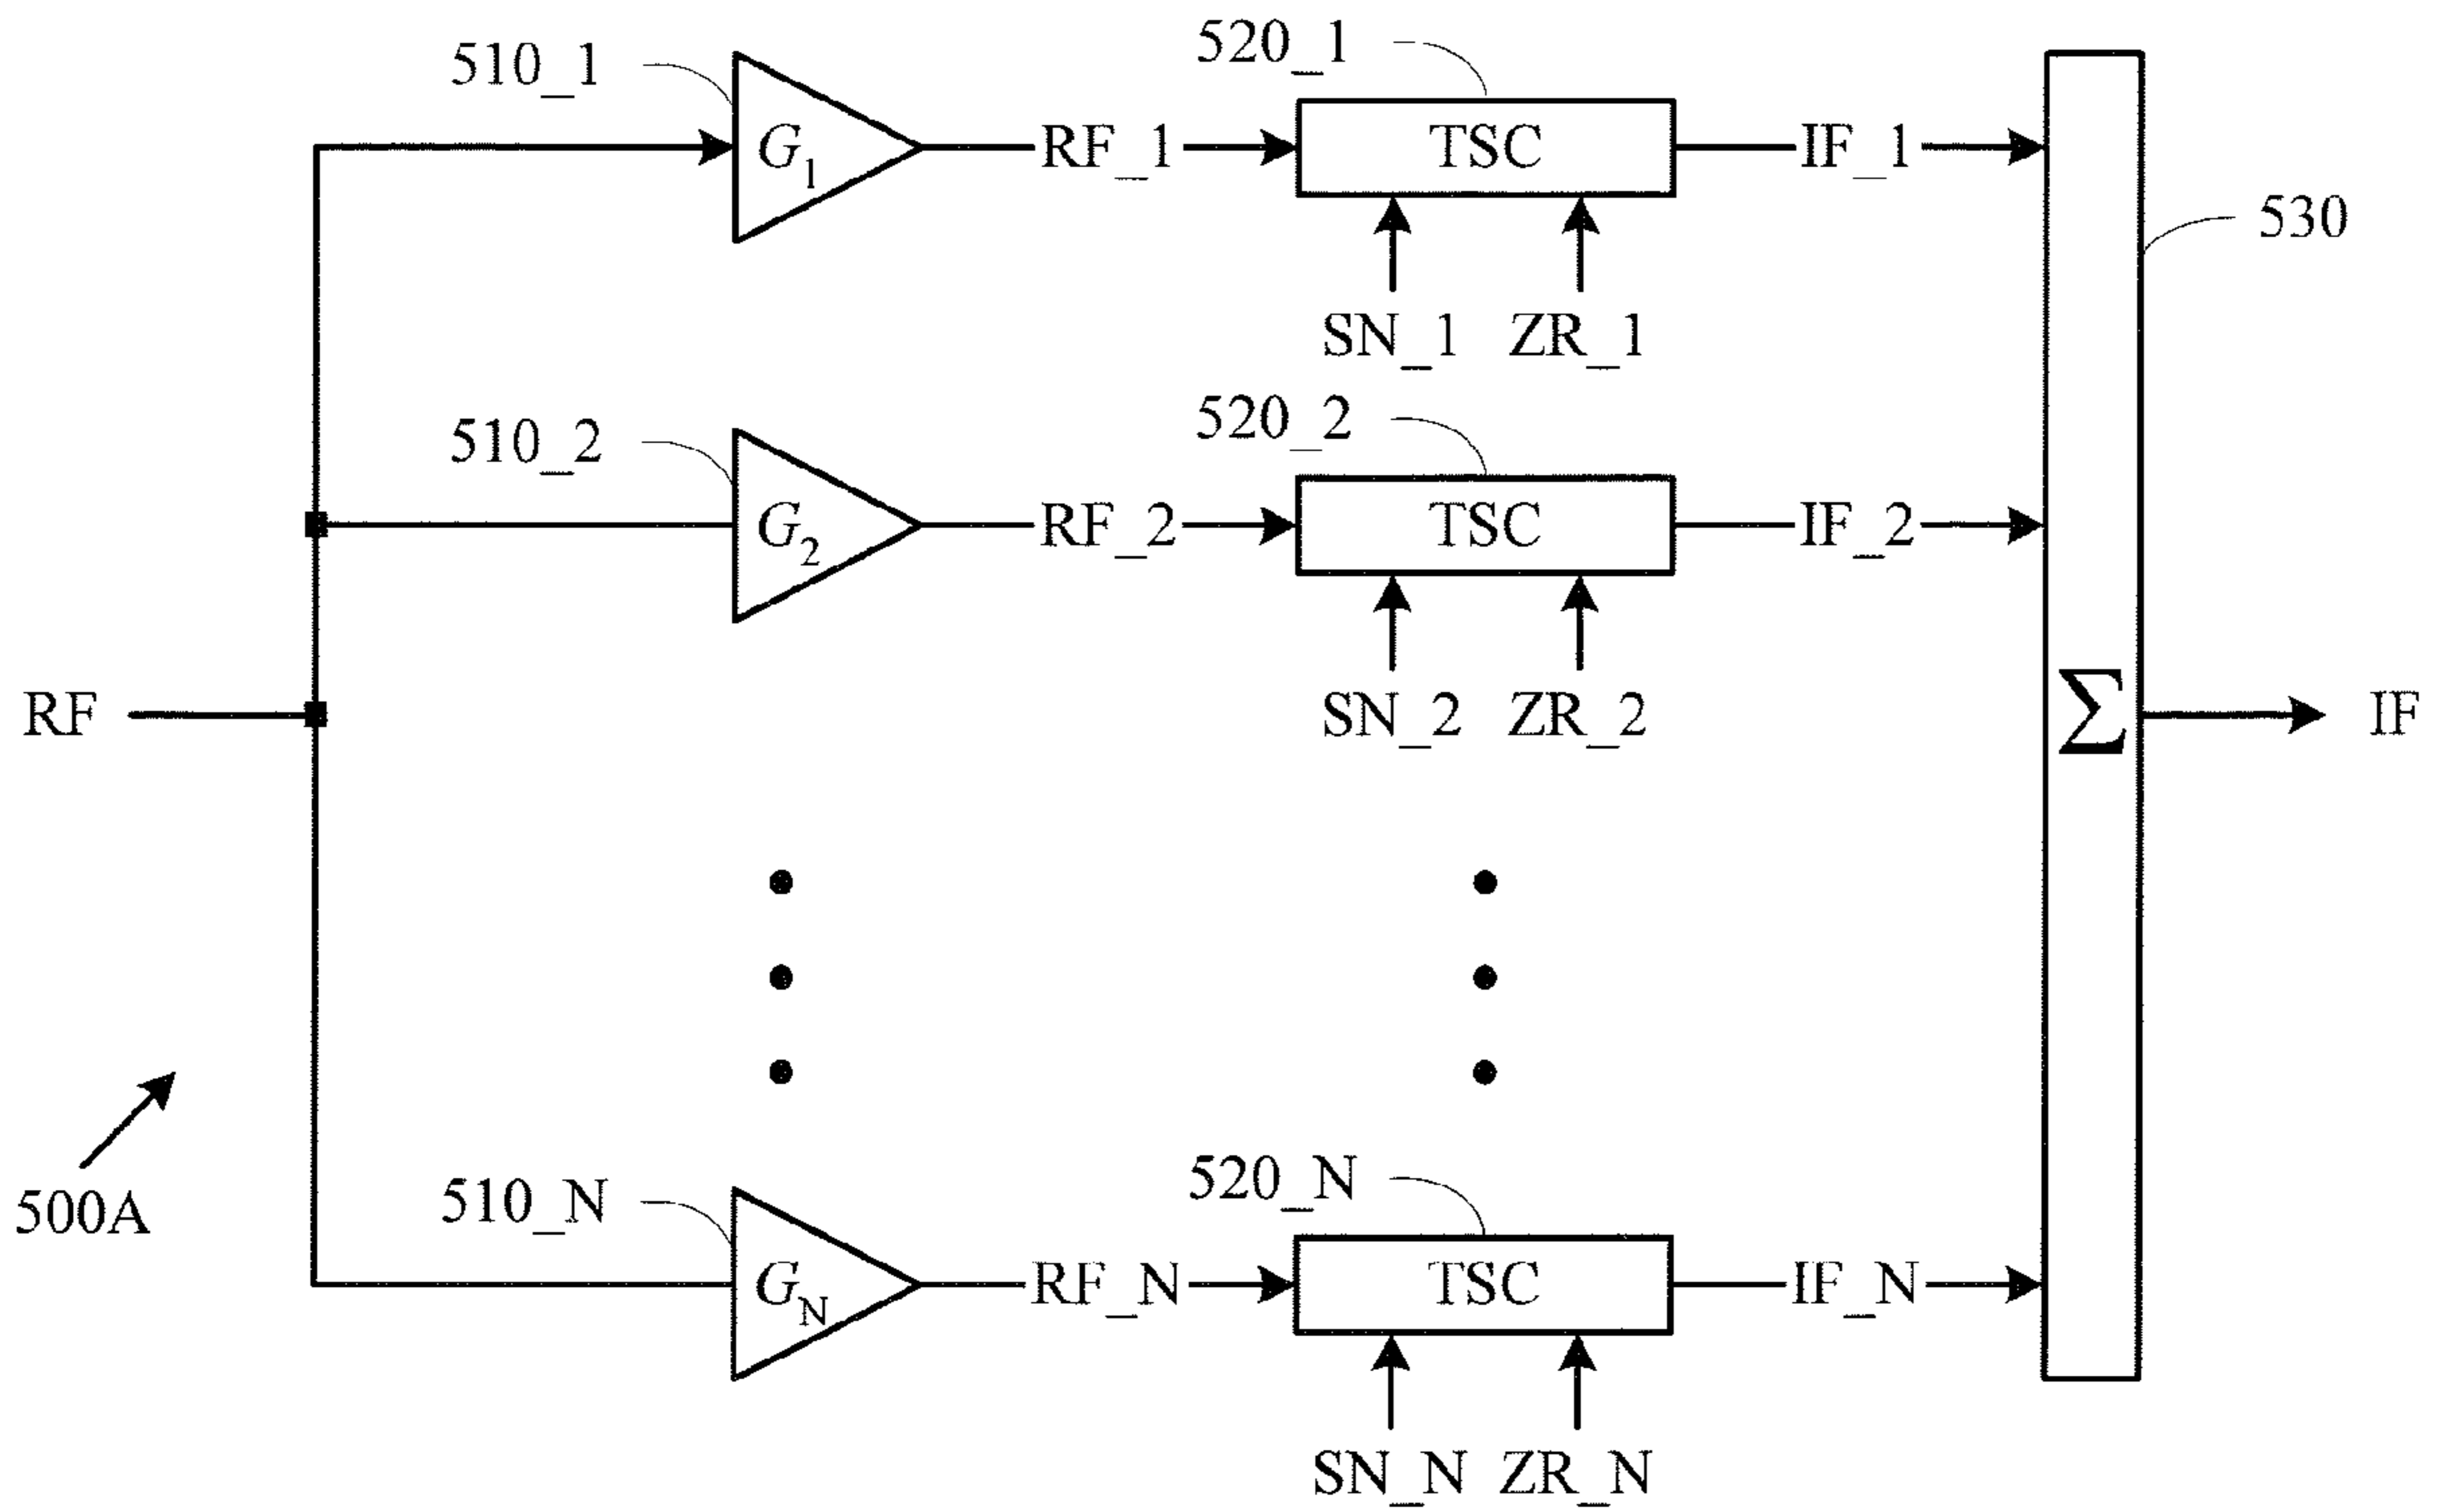 510_1
520_1
G1
RF_1
TSC
IF_1
530
SN_1
ZR_1
510_2
520_2
G2
RF_2
TSC
IF_2
SN_2
ZR_2
RF
Σ
IF
500A
510_N
520_N
GN
RF_N
TSC
IF_N
SN_N
ZR_N